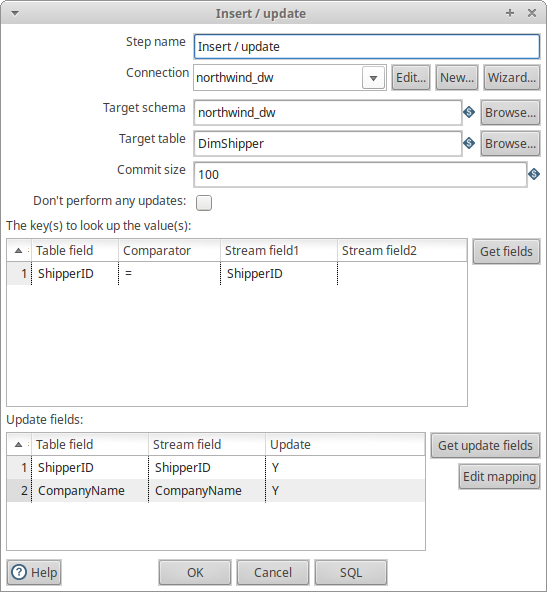 Insert / update
Step name Insert / update
Connection northwind_dw Edit... New... Wizard...
Target schema northwind_dw Browse...
Target table DimShipper Browse...
Commit size 100
Don't perform any updates:
The key(s) to look up the value(s):
Table field Comparator Stream field1 Stream field2 Get fields
1 ShipperID = ShipperID
Update fields:
Table field Stream field Update Get update fields
1 ShipperID ShipperID Y
Edit mapping
2 CompanyName CompanyName Y
Help OK Cancel SQL